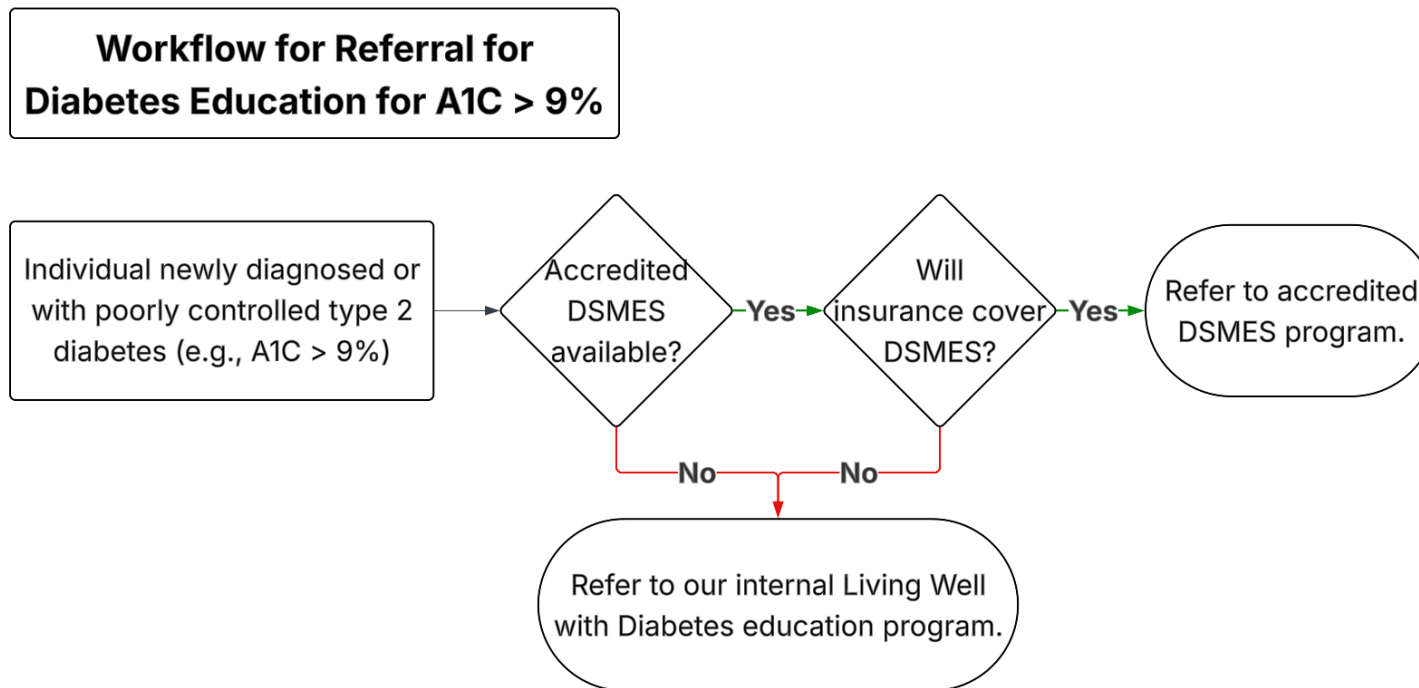 Workflow for Referral for
Diabetes Education for A1C > 9%
Individual newly diagnosed or
with poorly controlled type 2
diabetes (e.g., A1C > 9%)
Accredited
DSMES
available?
Yes
Will
insurance cover
DSMES?
Yes
Refer to accredited
DSMES program.
No
No
Refer to our internal Living Well
with Diabetes education program.